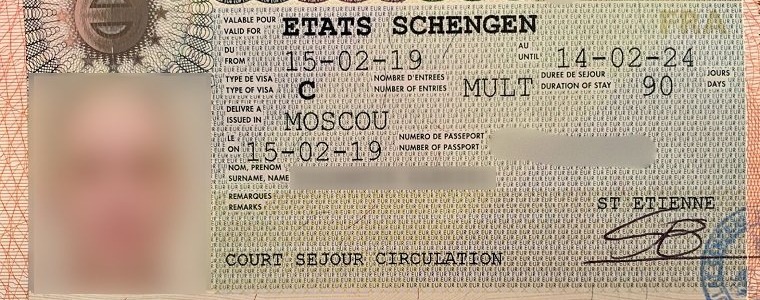 FRA
VALABLE POUR ETATS SCHENGEN
VALID FOR
DU 15-02-19 AU 14-02-24
FROM UNTIL
TYPE DE VISA C NOMBRE D'ENTREES MULT DUREE DE SEJOUR 90 JOURS
TYPE OF VISA NUMBER OF ENTRIES DURATION OF STAY DAYS
DELIVRE A MOSCOU
ISSUED IN
LE 15-02-19 NUMERO DE PASSEPORT
ON NUMBER OF PASSPORT
NOM, PRENOM
SURNAME, NAME
REMARQUES
REMARKS
ST ETIENNE
COURT SEJOUR CIRCULATION